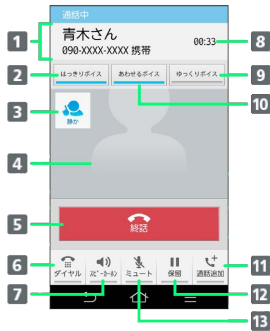 通話中
1
青木さん
00:33
8
090-XXXX-XXXX 携帯
2
はっきりボイス
あわせるボイス
ゆっくりボイス
9
10
3
静か
4
5
終話
6
ダイヤル
スピーカーホン
ミュート
保留
通話追加
11
7
12
13